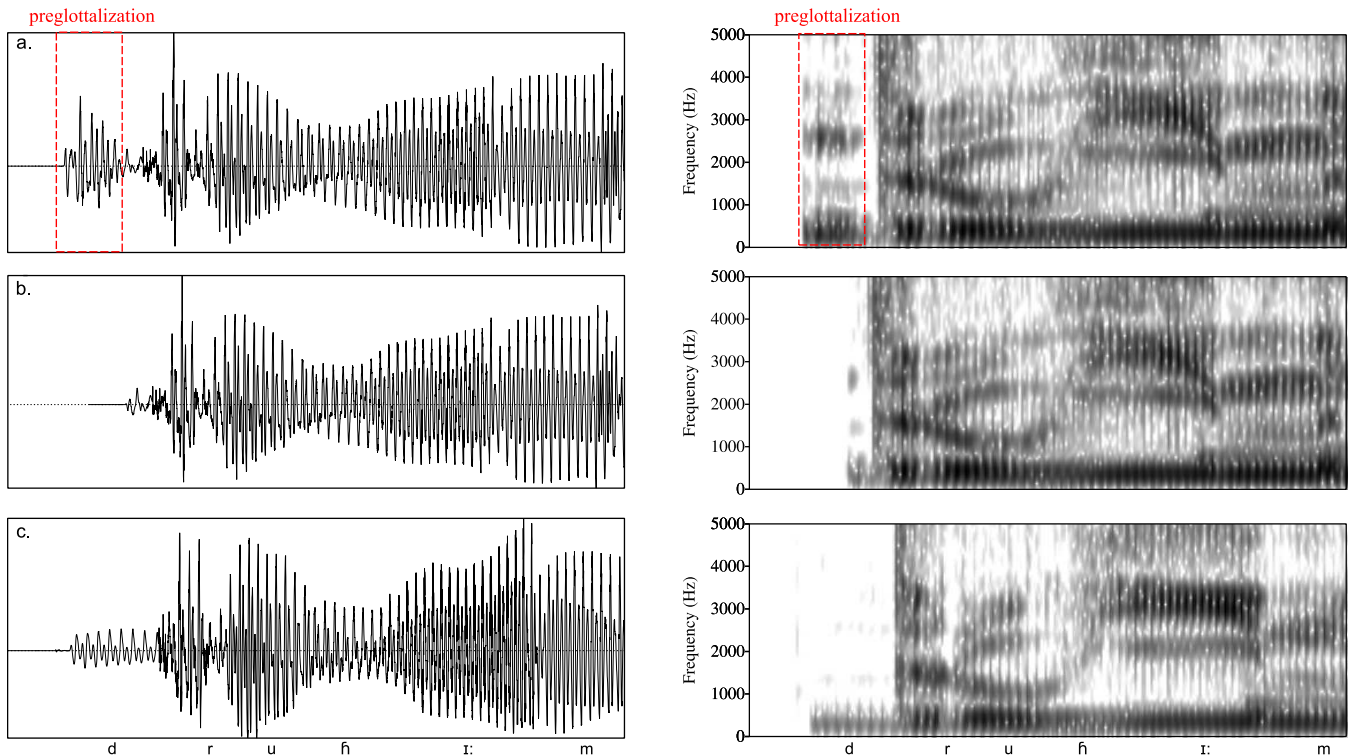 preglottalization
preglottalization
a.
5000
4000
3000
2000
1000
0
Frequency (Hz)
b.
5000
4000
3000
2000
1000
0
Frequency (Hz)
c.
5000
4000
3000
2000
1000
0
Frequency (Hz)
d r u ɦ ɪː m
d r u ɦ ɪː m